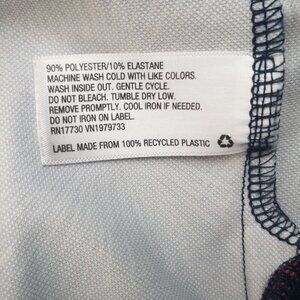 90% POLYESTER/10% ELASTANE
MACHINE WASH COLD WITH LIKE COLORS.
WASH INSIDE OUT. GENTLE CYCLE.
DO NOT BLEACH. TUMBLE DRY LOW.
REMOVE PROMPTLY. COOL IRON IF NEEDED.
DO NOT IRON ON LABEL.
RN17730 VN1979733
LABEL MADE FROM 100% RECYCLED PLASTIC